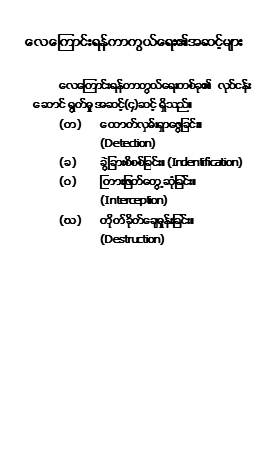 လေကြောင်းရန်ကာကွယ်ရေး၏အဆင့်များ
လေကြောင်းရန်ကာကွယ်ရေးတစ်ခု၏ လုပ်ငန်း
ဆောင်ရွက်မှုအဆင့်(၄)ဆင့် ရှိသည်။
(က) ထောက်လှမ်းရှာဖွေခြင်း။
(Detection)
(ခ) ခွဲခြားစိစစ်ခြင်း။ (Indentification)
(ဂ) ကြားဖြတ်တွေ့ဆုံခြင်း။
(Interception)
(ဃ) တိုက်ခိုက်ချေမှုန်းခြင်း။
(Destruction)